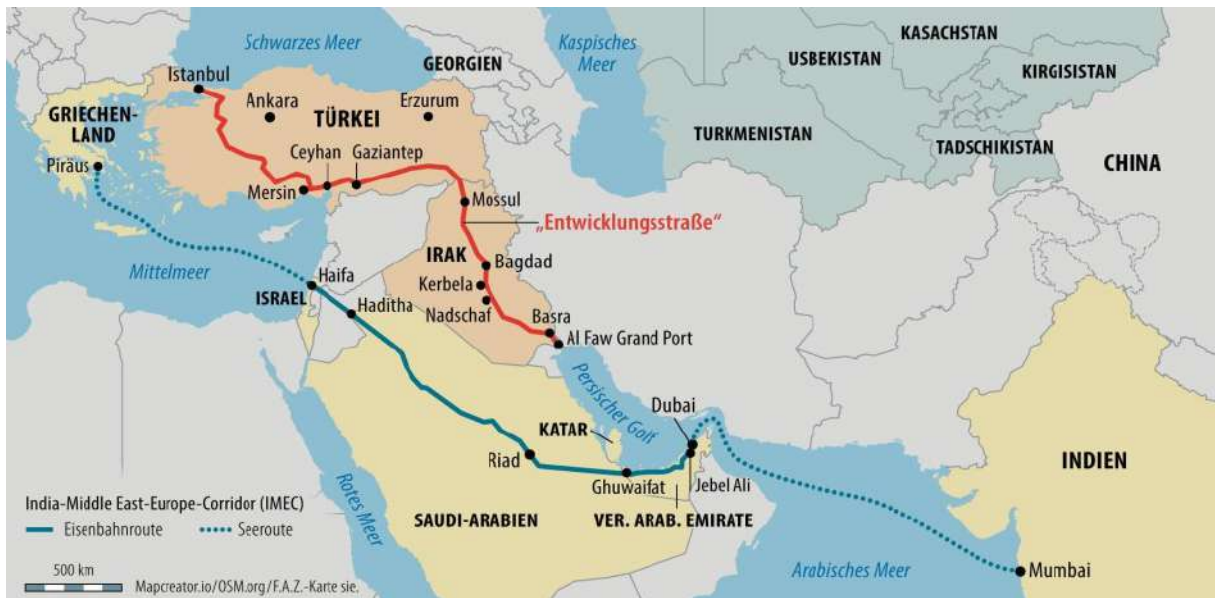 Schwarzes Meer
Kaspisches
Meer
KASACHSTAN
USBEKISTAN
GEORGIEN
KIRGISISTAN
Istanbul
Ankara
Erzurum
GRIECHEN-
LAND
TÜRKEI
TURKMENISTAN
TADSCHIKISTAN
CHINA
Piräus
Ceyhan
Gaziantep
Mersin
Mossul
„Entwicklungsstraße“
IRAK
Bagdad
Mittelmeer
Haifa
Kerbela
ISRAEL
Haditha
Nadschaf
Basra
Al Faw Grand Port
Persischer Golf
Dubai
KATAR
Riad
INDIEN
Ghuwaifat
Jebel Ali
Rotes Meer
India-Middle East-Europe-Corridor (IMEC)
Eisenbahnroute
Seeroute
SAUDI-ARABIEN
VER. ARAB. EMIRATE
500 km
Mapcreator.io/OSM.org/F.A.Z.-Karte sie.
Arabisches Meer
Mumbai